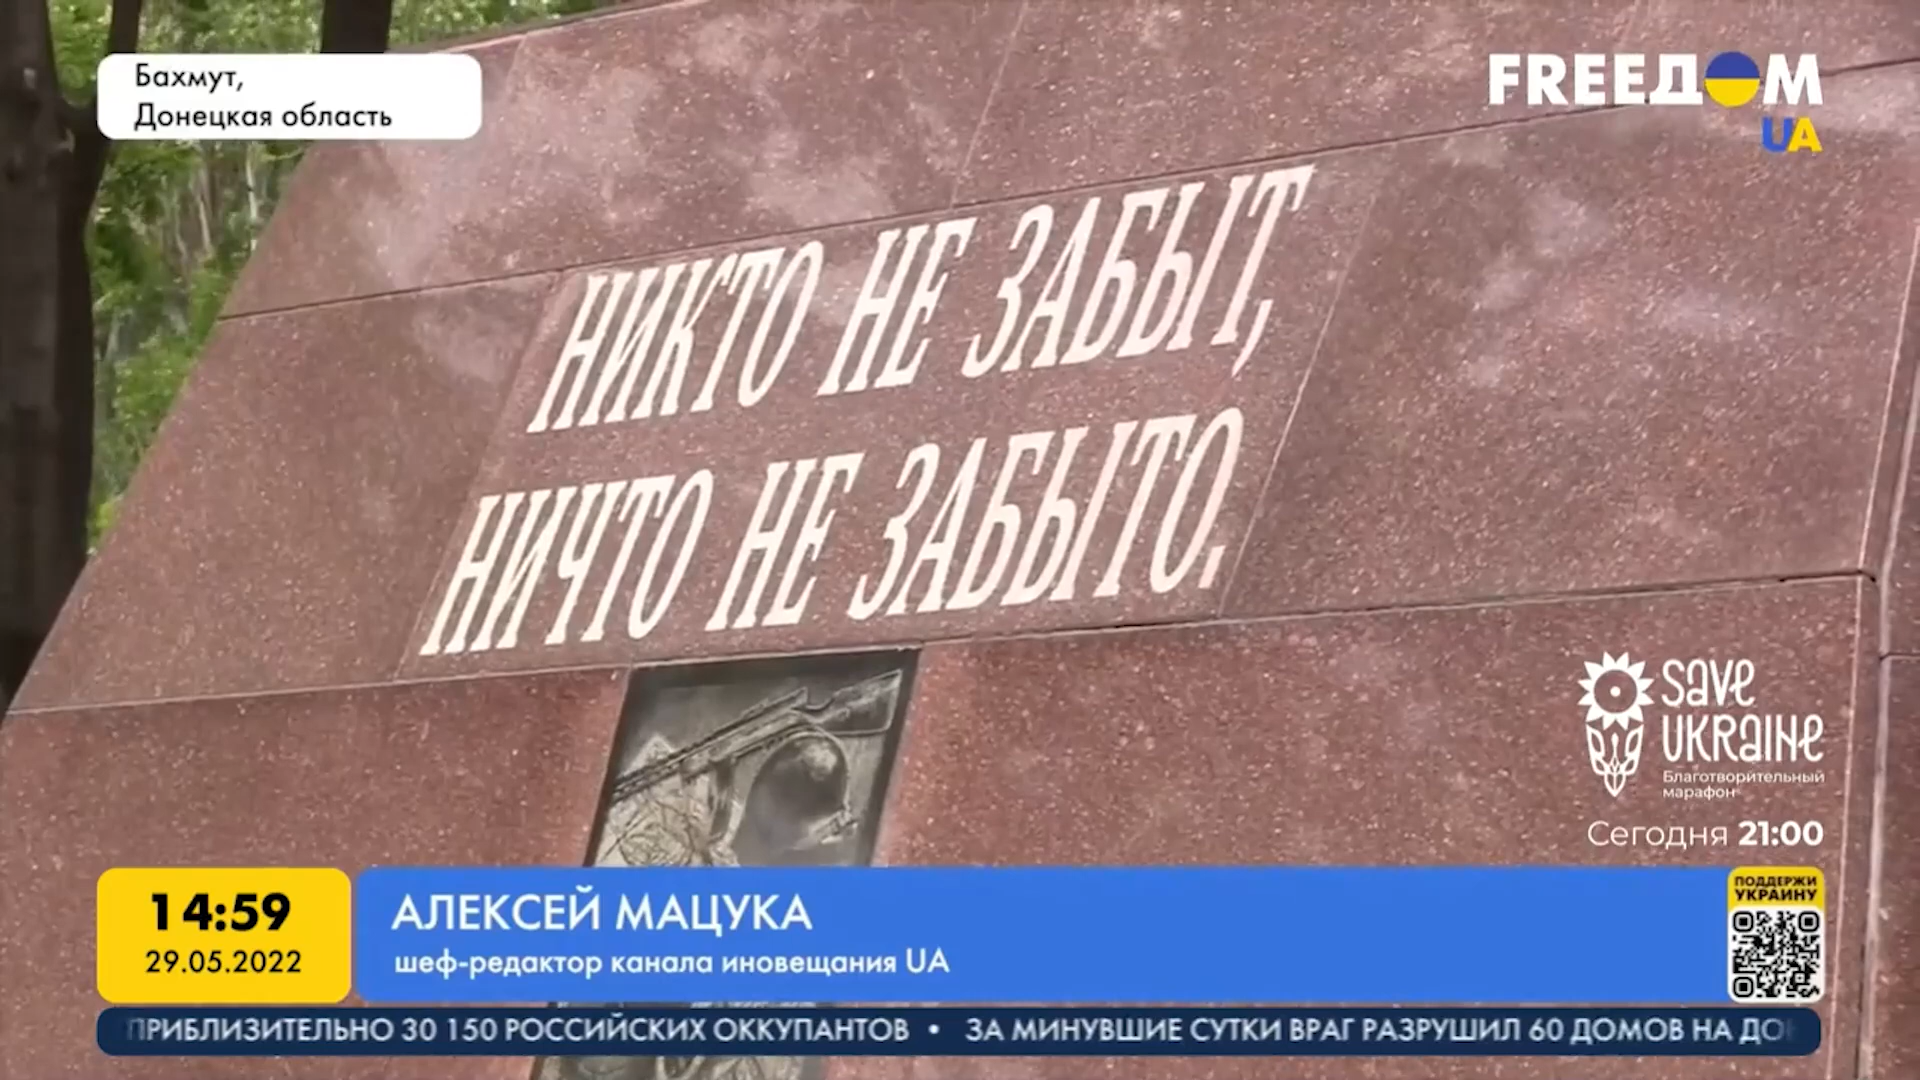 Бахмут,
Донецкая область
FREEДOM
UA
НИКТО НЕ ЗАБЫТ,
НИЧТО НЕ ЗАБЫТО.
SAVE
UKRAINE
Благотворительный
марафон
Сегодня 21:00
14:59
29.05.2022
АЛЕКСЕЙ МАЦУКА
шеф-редактор канала иновещания UA
ПОДДЕРЖИ
УКРАИНУ
ПРИБЛИЗИТЕЛЬНО 30 150 РОССИЙСКИХ ОККУПАНТОВ • ЗА МИНУВШИЕ СУТКИ ВРАГ РАЗРУШИЛ 60 ДОМОВ НА